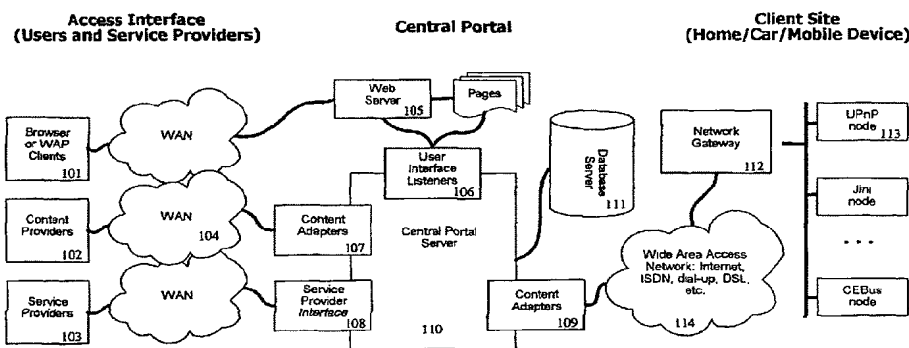 Access Interface
(Users and Service Providers)
Central Portal
Client Site
(Home/Car/Mobile Device)
Browser
or WAP
Clients
101
WAN
Web
Server
105
Pages
User
Interface
Listeners
106
Database
Server
111
Network
Gateway
112
UPnP
node
113
Content
Providers
102
WAN
104
Content
Adapters
107
Central Portal
Server
Jini
node
. . .
Service
Providers
103
WAN
Service
Provider
Interface
108
110
Content
Adapters
109
Wide Area Access
Network: Internet,
ISDN, dial-up, DSL,
etc.
114
CEBus
node